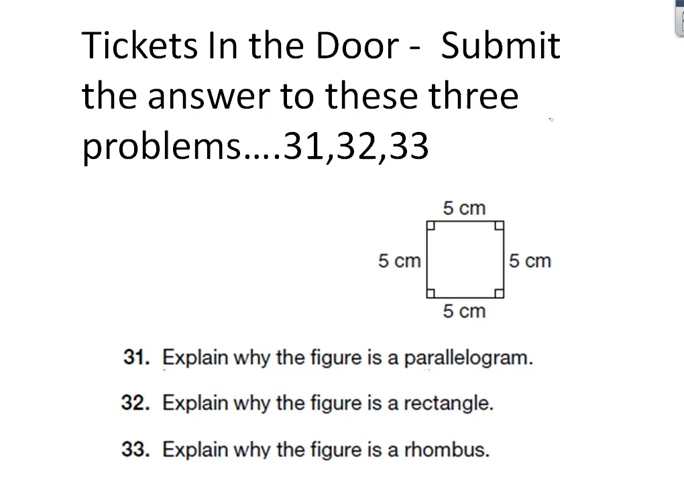 Tickets In the Door -  Submit
the answer to these three
problems....31,32,33
5 cm
5 cm
5 cm
5 cm
31. Explain why the figure is a parallelogram.
32. Explain why the figure is a rectangle.
33. Explain why the figure is a rhombus.